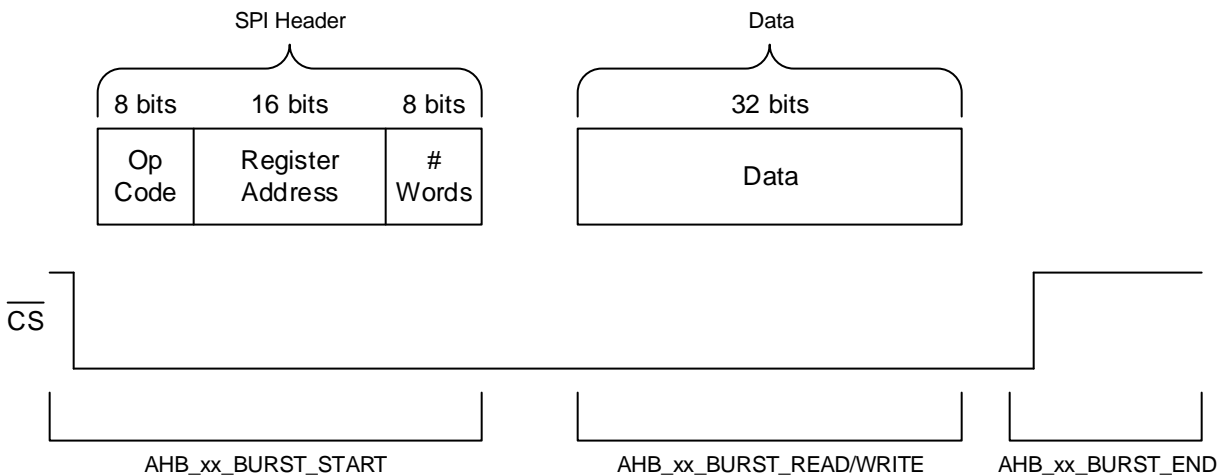 SPI Header
Data
8 bits
16 bits
8 bits
32 bits
Op
Code
Register
Address
#
Words
Data
CS
AHB_xx_BURST_START
AHB_xx_BURST_READ/WRITE
AHB_xx_BURST_END